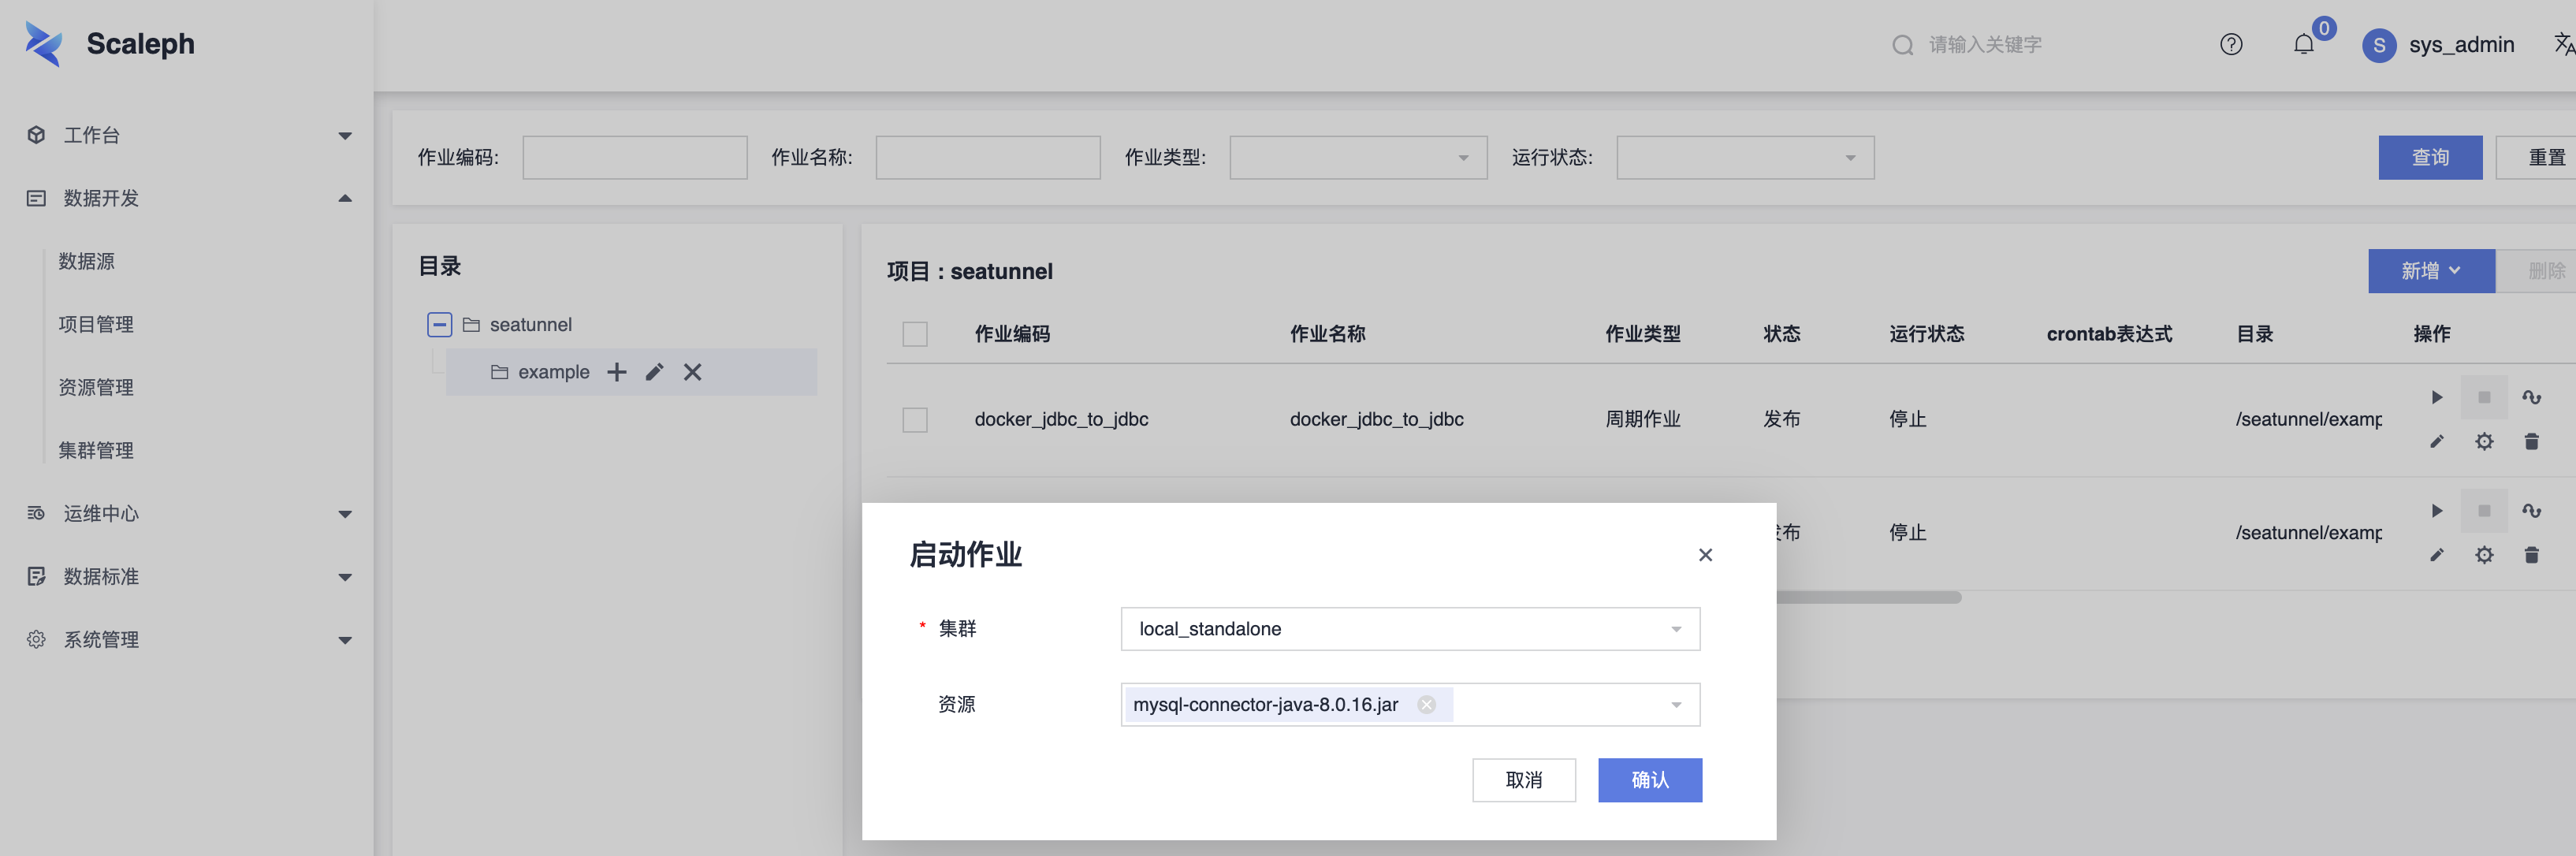 Scaleph
请输入关键字
0
S
sys_admin
工作台
数据开发
数据源
项目管理
资源管理
集群管理
运维中心
数据标准
系统管理
作业编码:
作业名称:
作业类型:
运行状态:
查询
重置
目录
seatunnel
example
项目 : seatunnel
新增
删除
作业编码 作业名称 作业类型 状态 运行状态 crontab表达式 目录 操作
docker_jdbc_to_jdbc docker_jdbc_to_jdbc 周期作业 发布 停止 /seatunnel/examp
发布 停止 /seatunnel/examp
启动作业
* 集群
local_standalone
资源
mysql-connector-java-8.0.16.jar
取消
确认